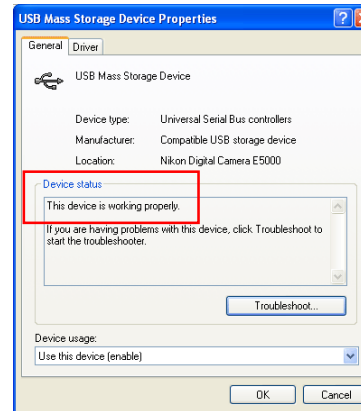 USB Mass Storage Device Properties
General Driver
USB Mass Storage Device
Device type: Universal Serial Bus controllers
Manufacturer: Compatible USB storage device
Location: Nikon Digital Camera E5000
Device status
This device is working properly.
If you are having problems with this device, click Troubleshoot to
start the troubleshooter.
Troubleshoot...
Device usage:
Use this device (enable)
OK Cancel